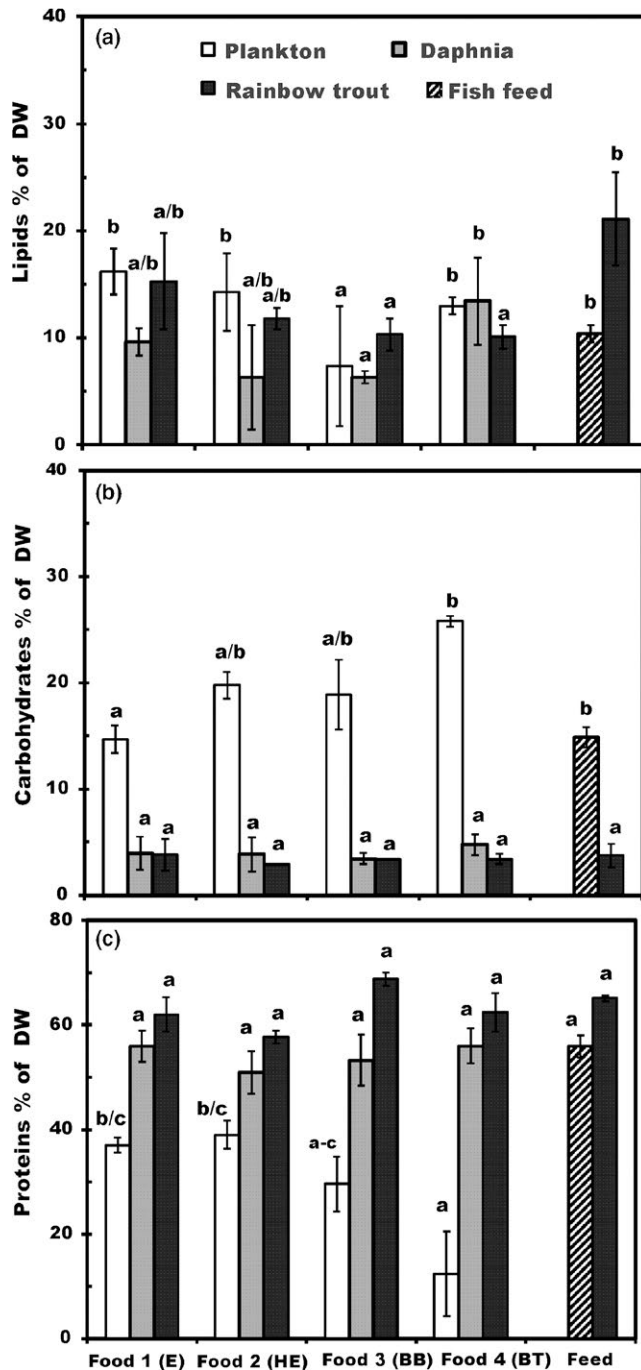 40
(a)
Plankton Daphnia
Rainbow trout Fish feed
30
20
10
0
Lipids % of DW
b a/b a/b
b a/b a/b
a a a
b b a
b b
40
(b)
30
20
10
0
Carbohydrates % of DW
a a a
a/b a a
a/b a a
b a a
b a
80
(c)
60
40
20
0
Proteins % of DW
b/c a a
b/c a a
a-c a a
a a a
a a
Food 1 (E) Food 2 (HE) Food 3 (BB) Food 4 (BT) Feed